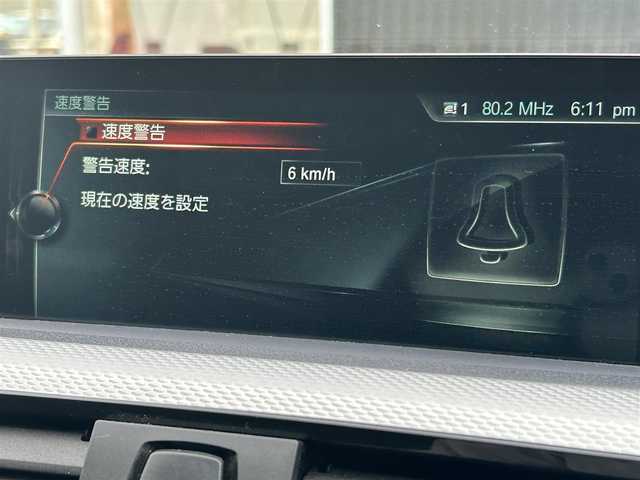 速度警告
1 80.2 MHz 6:11 pm
速度警告
警告速度: 6 km/h
現在の速度を設定